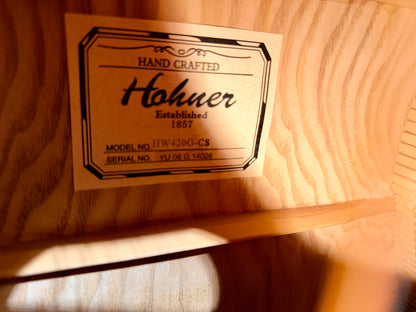 HAND CRAFTED
Hohner
Established
1857
MODEL NO. HW420G-CS
SERIAL NO. YU 06 G 14026